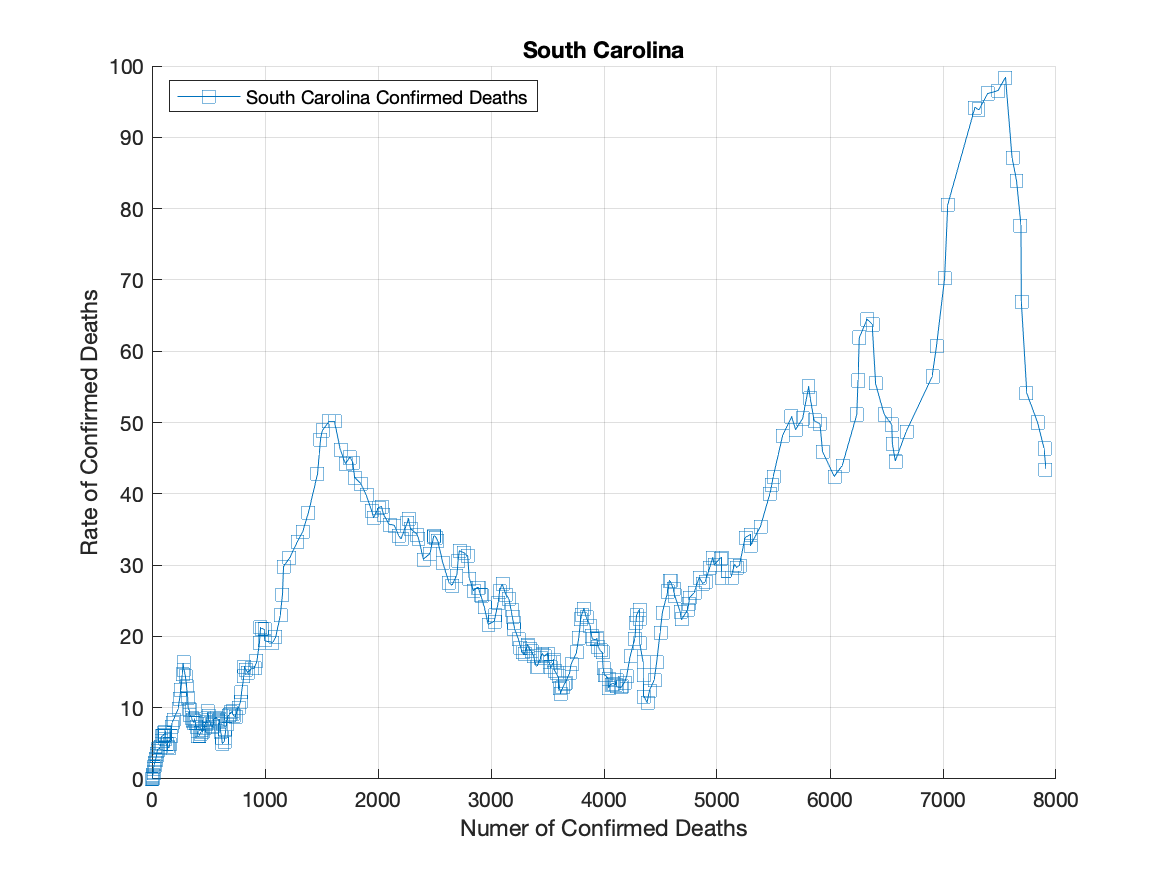 South Carolina
South Carolina Confirmed Deaths
100
90
80
70
60
50
40
30
20
10
0
Rate of Confirmed Deaths
0 1000 2000 3000 4000 5000 6000 7000 8000
Numer of Confirmed Deaths